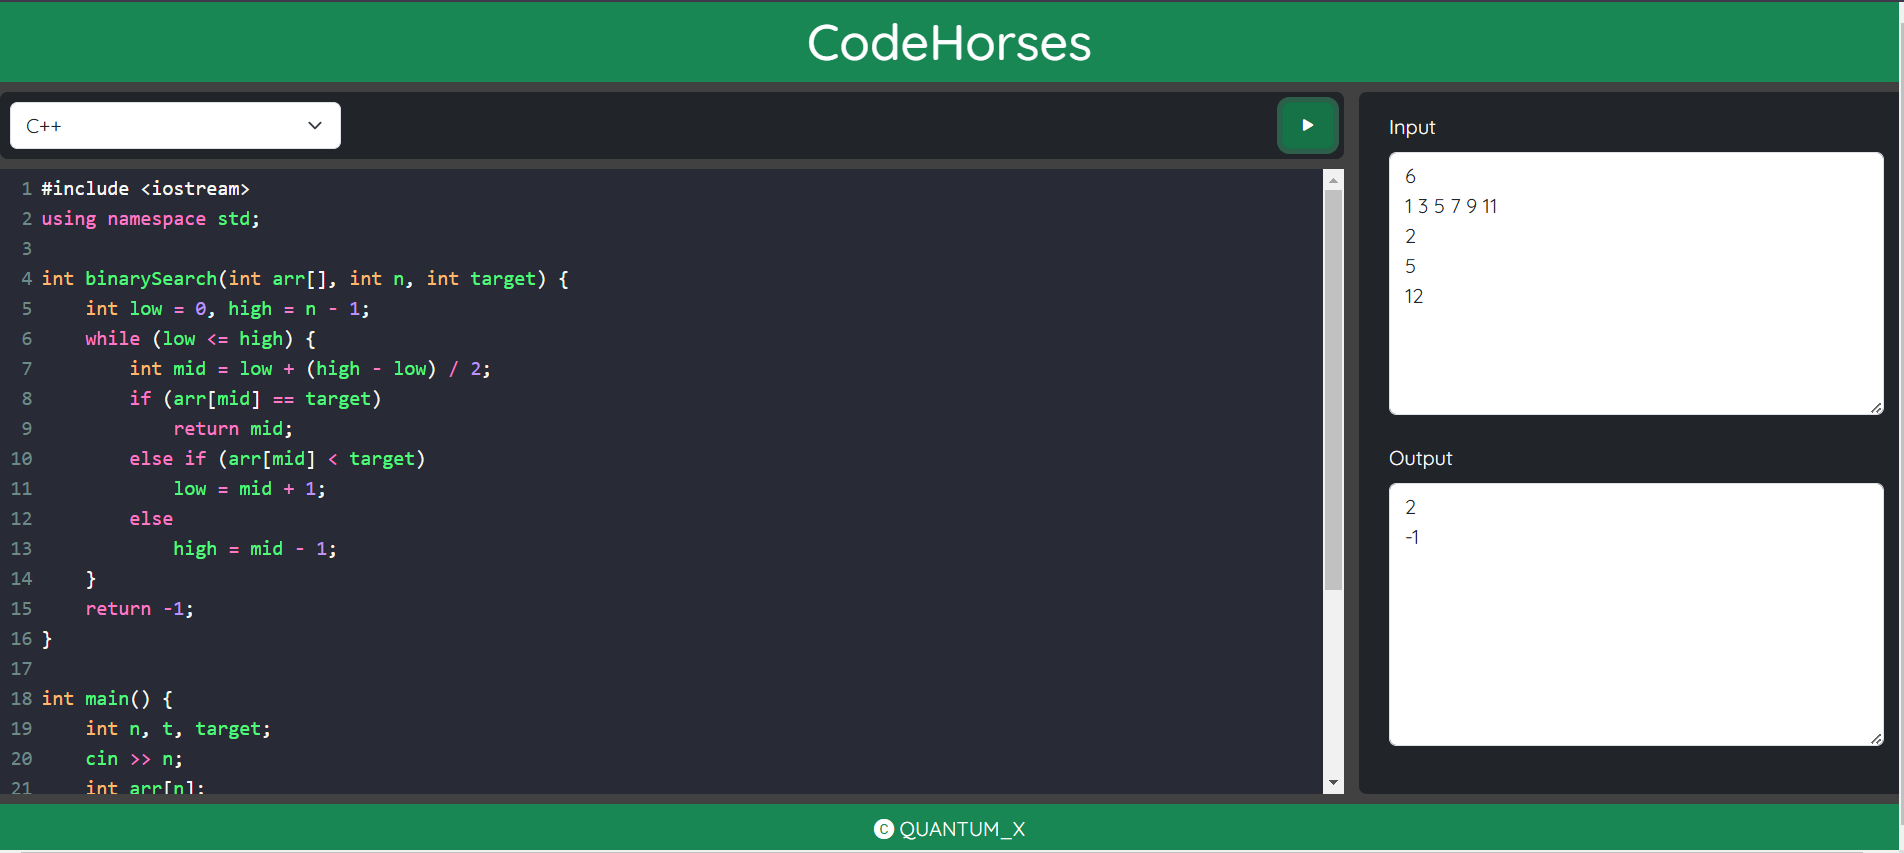 CodeHorses
C++
1 #include <iostream>
2 using namespace std;
3
4 int binarySearch(int arr[], int n, int target) {
5     int low = 0, high = n - 1;
6     while (low <= high) {
7         int mid = low + (high - low) / 2;
8         if (arr[mid] == target)
9             return mid;
10         else if (arr[mid] < target)
11             low = mid + 1;
12         else
13             high = mid - 1;
14     }
15     return -1;
16 }
17
18 int main() {
19     int n, t, target;
20     cin >> n;
21     int arr[n];
Input
6
1 3 5 7 9 11
2
5
12
Output
2
-1
C QUANTUM_X